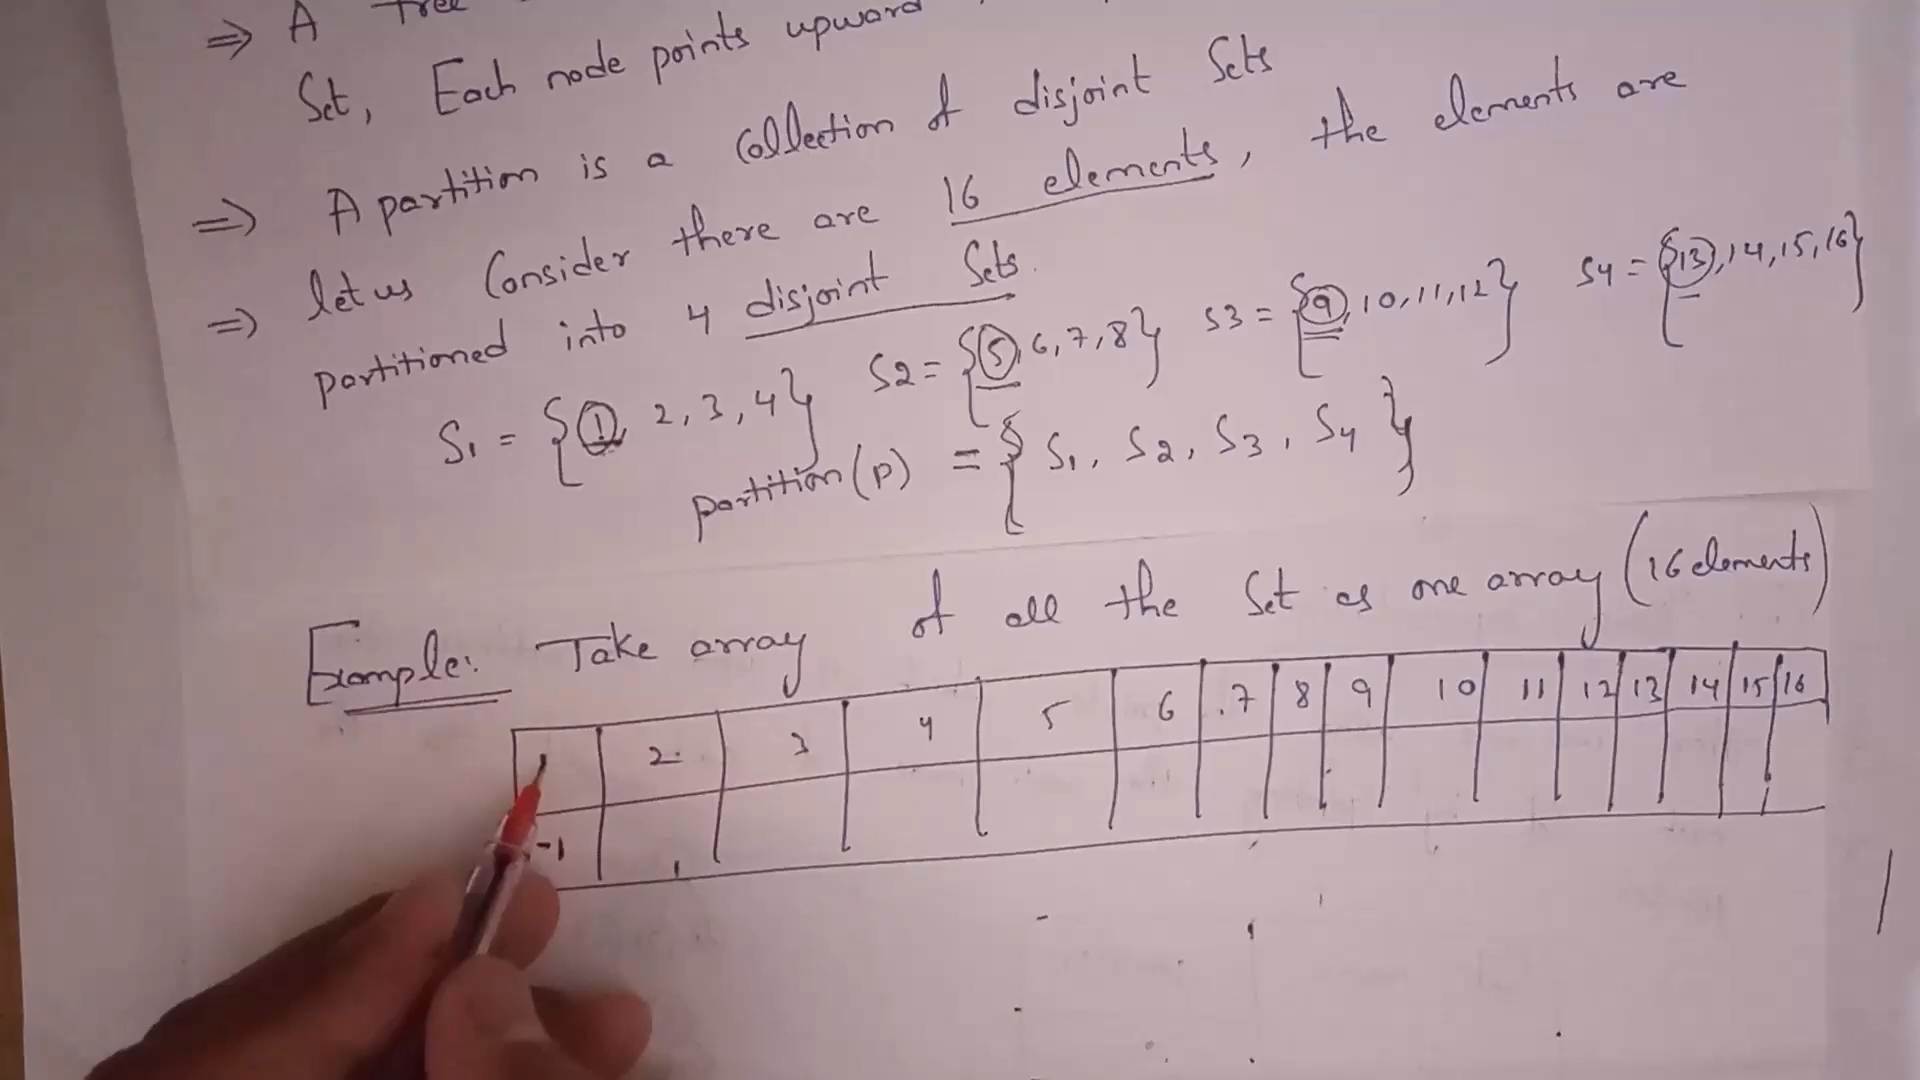 ⇒ A Tree
Set, Each node points upward
⇒ A partition is a collection of disjoint Sets
⇒ let us Consider there are 16 elements, the elements are
partitioned into 4 disjoint Sets.
S1 = {1, 2, 3, 4} S2 = {5, 6, 7, 8} S3 = {9, 10, 11, 12} S4 = {13, 14, 15, 16}
partition(p) = { S1, S2, S3, S4 }
Example: Take array of all the Set as one array (16 elements)
1 2 3 4 5 6 7 8 9 10 11 12 13 14 15 16
-1